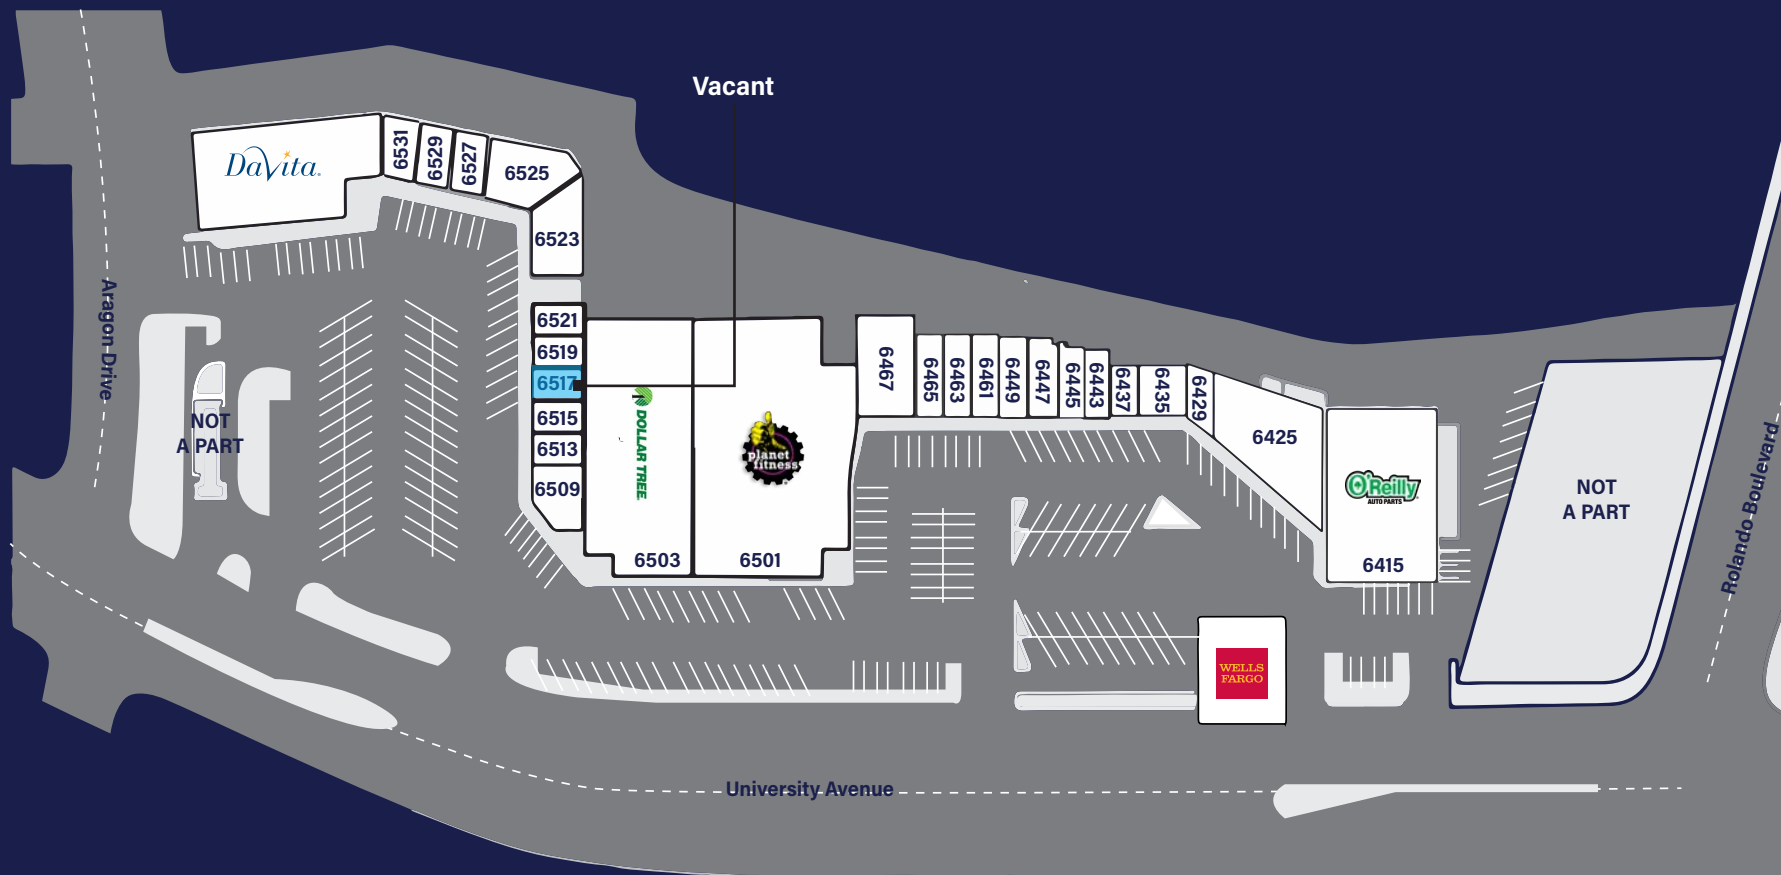 Vacant
DaVita.
6531
6529
6527
6525
6523
6521
6519
6517
6515
6513
6509
DOLLAR TREE
6503
planet
fitness
6501
6467
6465
6463
6461
6449
6447
6445
6443
6437
6435
6429
6425
O'Reilly
AUTO PARTS
6415
NOT
A PART
NOT
A PART
WELLS
FARGO
Aragon Drive
University Avenue
Rolando Boulevard